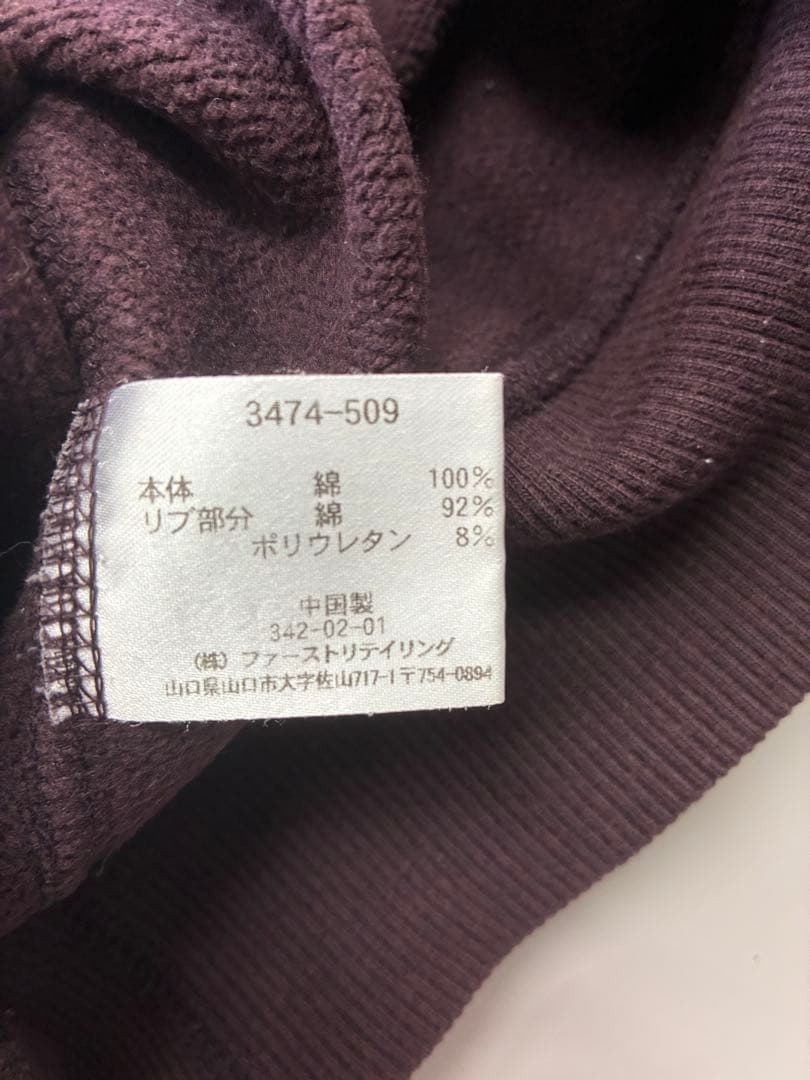 3474-509
本体 綿 100%
リブ部分 綿 92%
ポリウレタン 8%
中国製
342-02-01
(株) ファーストリテイリング
山口県山口市大字佐山717-1〒754-0894